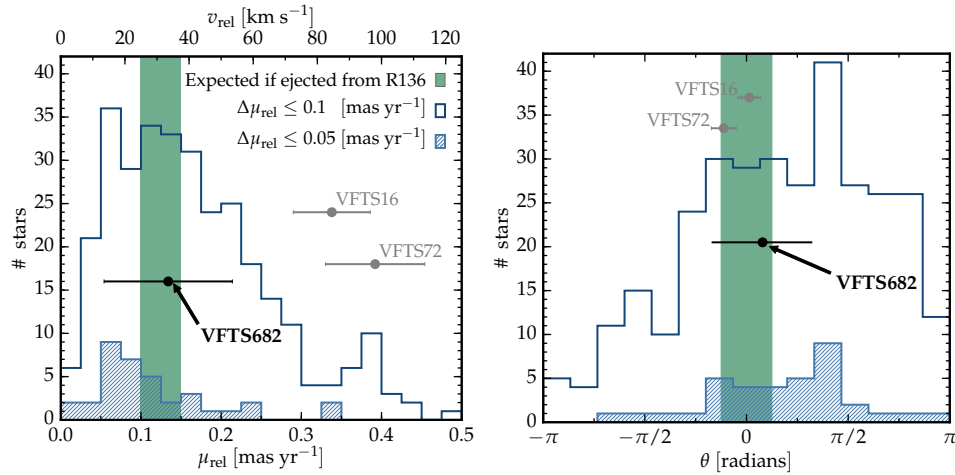 v_rel [km s⁻¹]
0 20 40 60 80 100 120
Expected if ejected from R136
Δμ_rel ≤ 0.1 [mas yr⁻¹]
Δμ_rel ≤ 0.05 [mas yr⁻¹]
VFTS16
VFTS72
VFTS682
# stars
40
35
30
25
20
15
10
5
0
0.0 0.1 0.2 0.3 0.4 0.5
μ_rel [mas yr⁻¹]
VFTS16
VFTS72
VFTS682
# stars
40
35
30
25
20
15
10
5
0
−π −π/2 0 π/2 π
θ [radians]